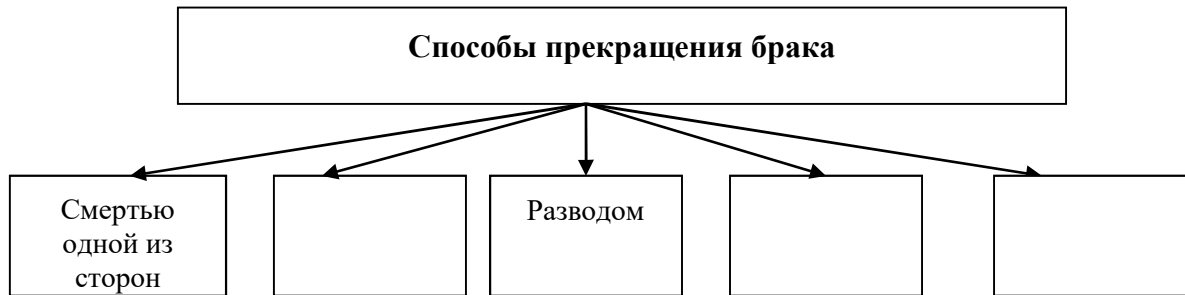 Способы прекращения брака
Смертью
одной из
сторон
Разводом